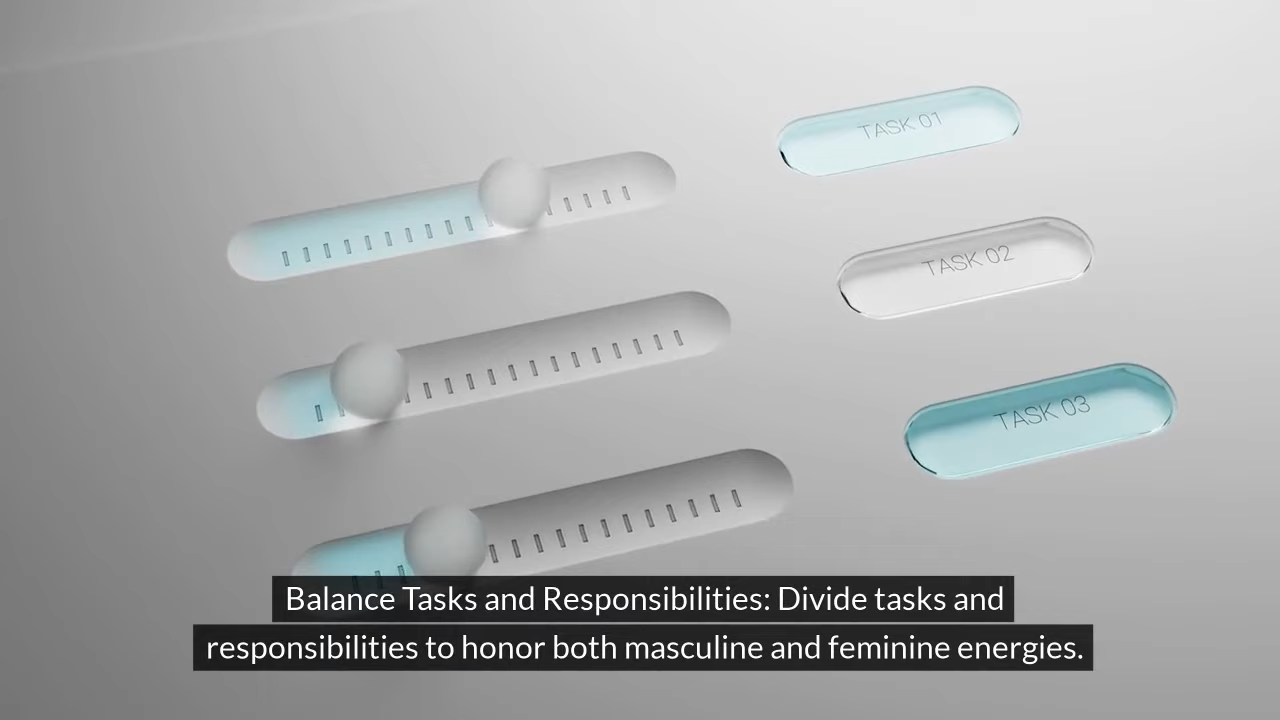 TASK 01
TASK 02
TASK 03
Balance Tasks and Responsibilities: Divide tasks and
responsibilities to honor both masculine and feminine energies.